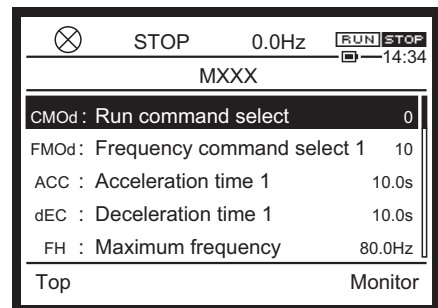 STOP 0.0Hz RUN STOP
14:34
MXXX
CMOd : Run command select 0
FMOd : Frequency command select 1 10
ACC : Acceleration time 1 10.0s
dEC : Deceleration time 1 10.0s
FH : Maximum frequency 80.0Hz
Top Monitor